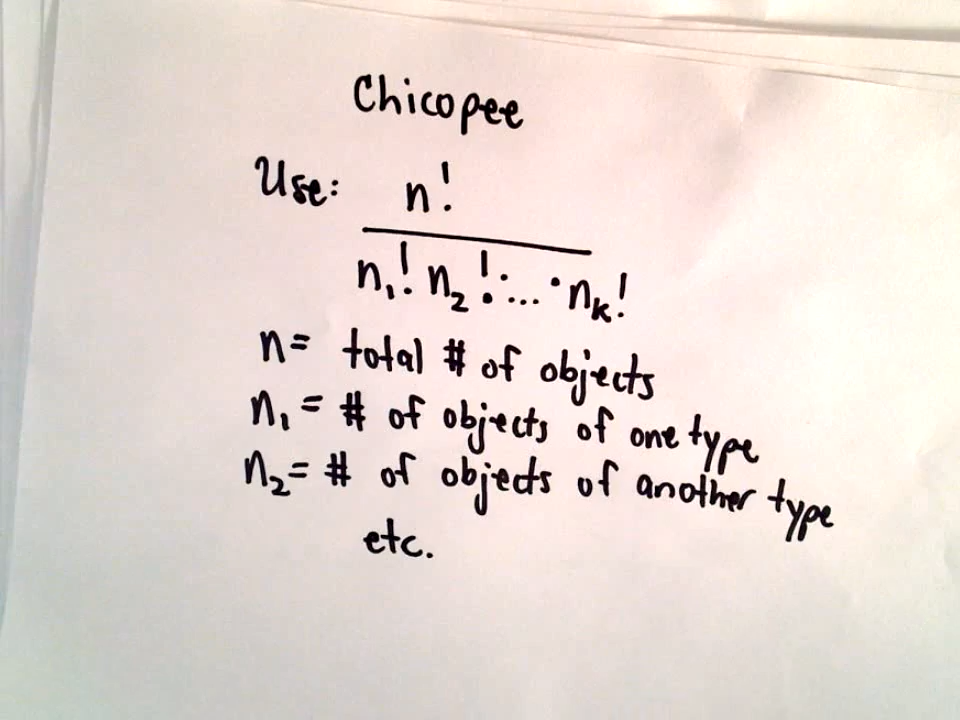 Chicopee
Use: n!
n₁! n₂! · ... · nₖ!
n = total # of objects
n₁ = # of objects of one type
n₂ = # of objects of another type
etc.